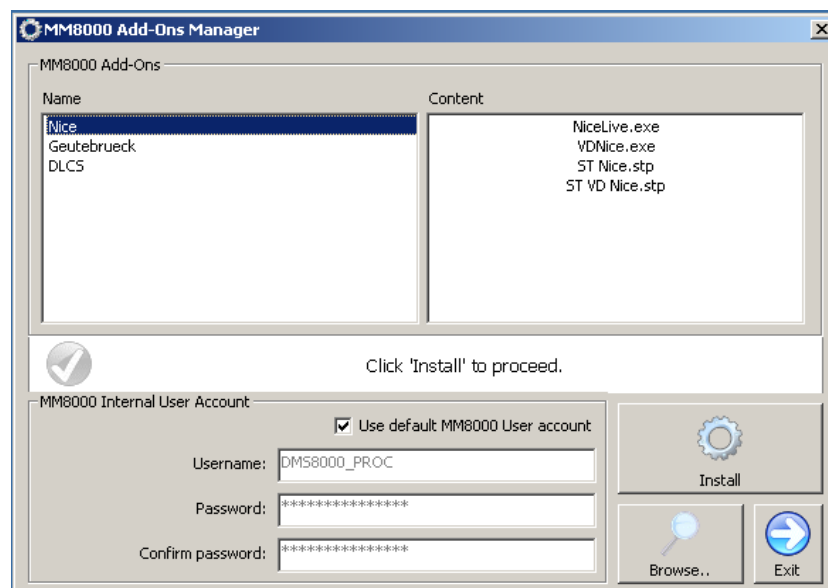 MM8000 Add-Ons Manager
MM8000 Add-Ons
Name
Content
Nice
Geutebrueck
DLCS
NiceLive.exe
VDNice.exe
ST Nice.stp
ST VD Nice.stp
Click 'Install' to proceed.
MM8000 Internal User Account
Use default MM8000 User account
Username:
DMS8000_PROC
Password:
***************
Confirm password:
***************
Install
Browse..
Exit